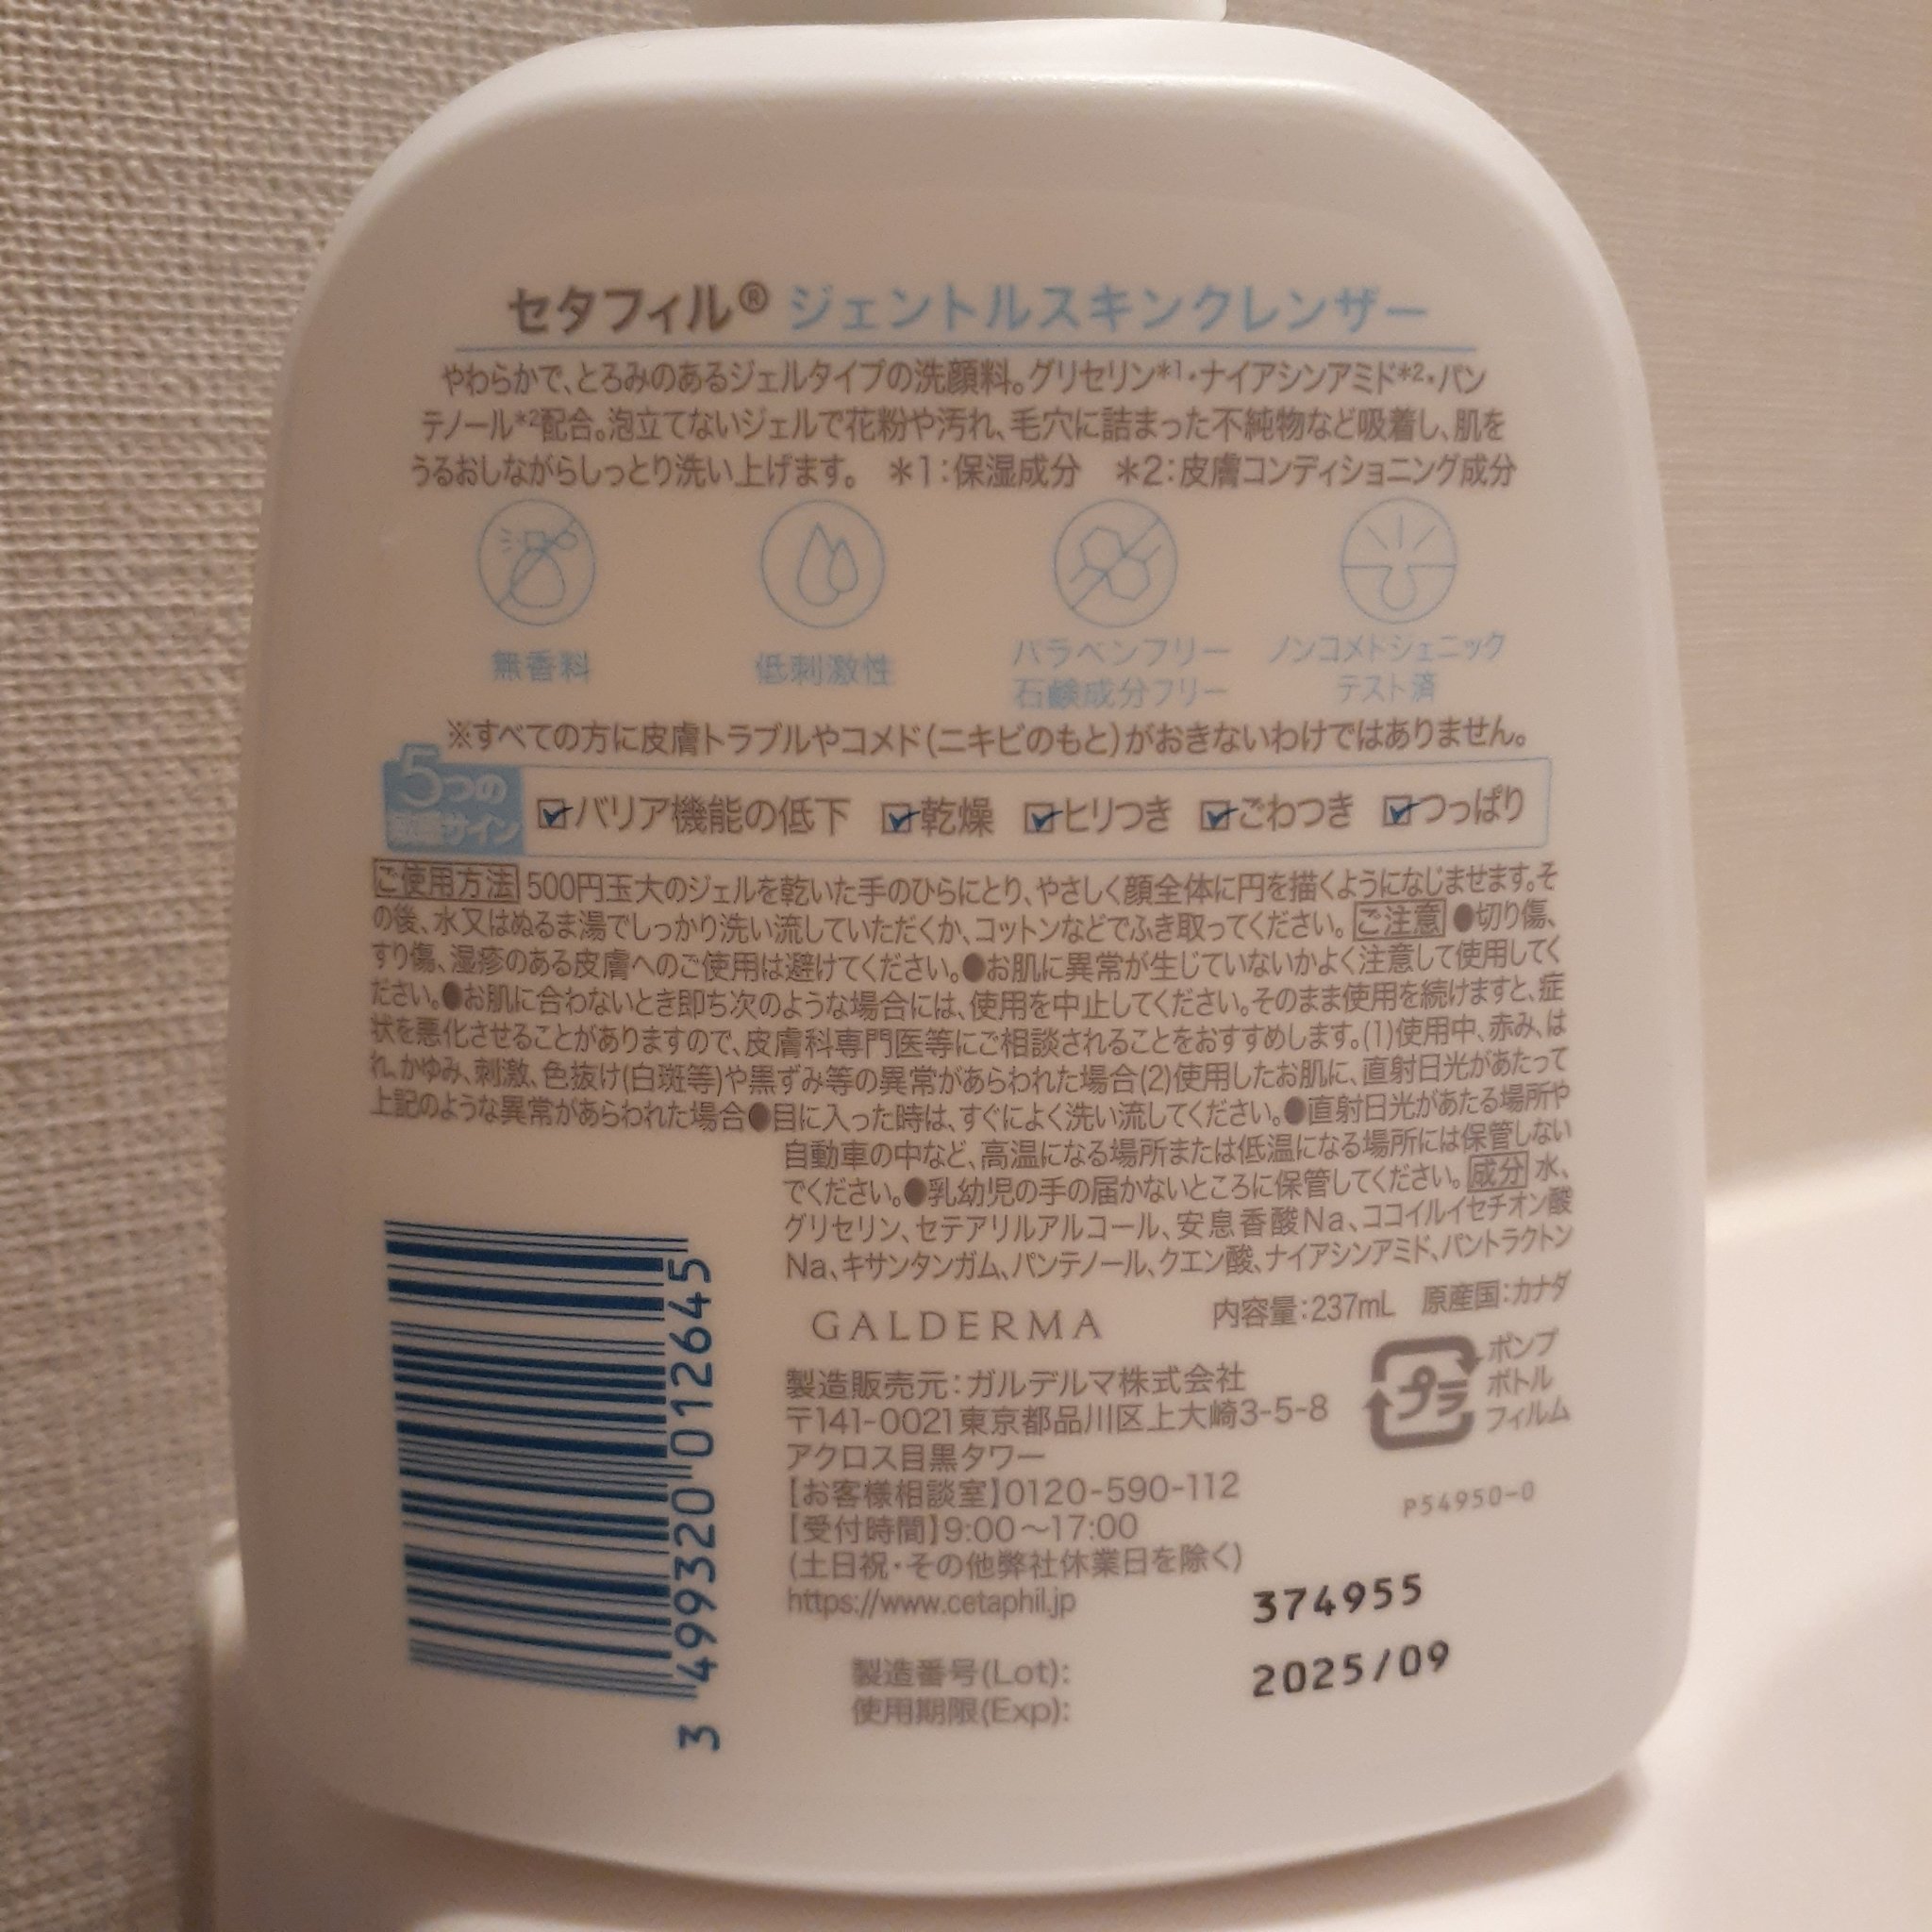 セタフィル® ジェントルスキンクレンザー
やわらかで、とろみのあるジェルタイプの洗顔料。グリセリン*1・ナイアシンアミド*2・パン
テノール*2配合。泡立てないジェルで花粉や汚れ、毛穴に詰まった不純物など吸着し、肌を
うるおしながらしっとり洗い上げます。 *1:保湿成分 *2:皮膚コンディショニング成分
無香料
低刺激性
パラベンフリー
石鹸成分フリー
ノンコメドジェニック
テスト済
※すべての方に皮膚トラブルやコメド(ニキビのもと)がおきないわけではありません。
5つの
敏感サイン
バリア機能の低下 乾燥 ヒリつき ごわつき つっぱり
ご使用方法 500円玉大のジェルを乾いた手のひらにとり、やさしく顔全体に円を描くようになじませます。そ
の後、水又はぬるま湯でしっかり洗い流していただくか、コットンなどでふき取ってください。 ご注意 ●切り傷、
すり傷、湿疹のある皮膚へのご使用は避けてください。●お肌に異常が生じていないかよく注意して使用してく
ださい。●お肌に合わないとき即ち次のような場合には、使用を中止してください。そのまま使用を続けますと、症
状を悪化させることがありますので、皮膚科専門医等にご相談されることをおすすめします。(1)使用中、赤み、は
れ、かゆみ、刺激、色抜け(白斑等)や黒ずみ等の異常があらわれた場合(2)使用したお肌に、直射日光があたって
上記のような異常があらわれた場合●目に入った時は、すぐによく洗い流してください。●直射日光があたる場所や
自動車の中など、高温になる場所または低温になる場所には保管しない
でください。●乳幼児の手の届かないところに保管してください。 成分 水、
グリセリン、セテアリルアルコール、安息香酸Na、ココイルイセチオン酸
Na、キサンタンガム、パンテノール、クエン酸、ナイアシンアミド、パントラクトン
GALDERMA
内容量:237mL 原産国:カナダ
製造販売元:ガルデルマ株式会社
〒141-0021東京都品川区上大崎3-5-8
アクロス目黒タワー
【お客様相談室】0120-590-112
【受付時間】9:00～17:00
(土日祝・その他弊社休業日を除く)
https://www.cetaphil.jp
プラ
ポンプ
ボトル
フィルム
P54950-0
製造番号(Lot):
374955
使用期限(Exp):
2025/09
3 499320 012645